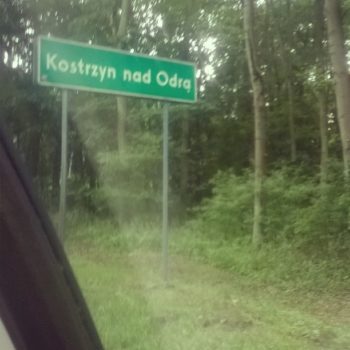 Kostrzyn nad Odrą